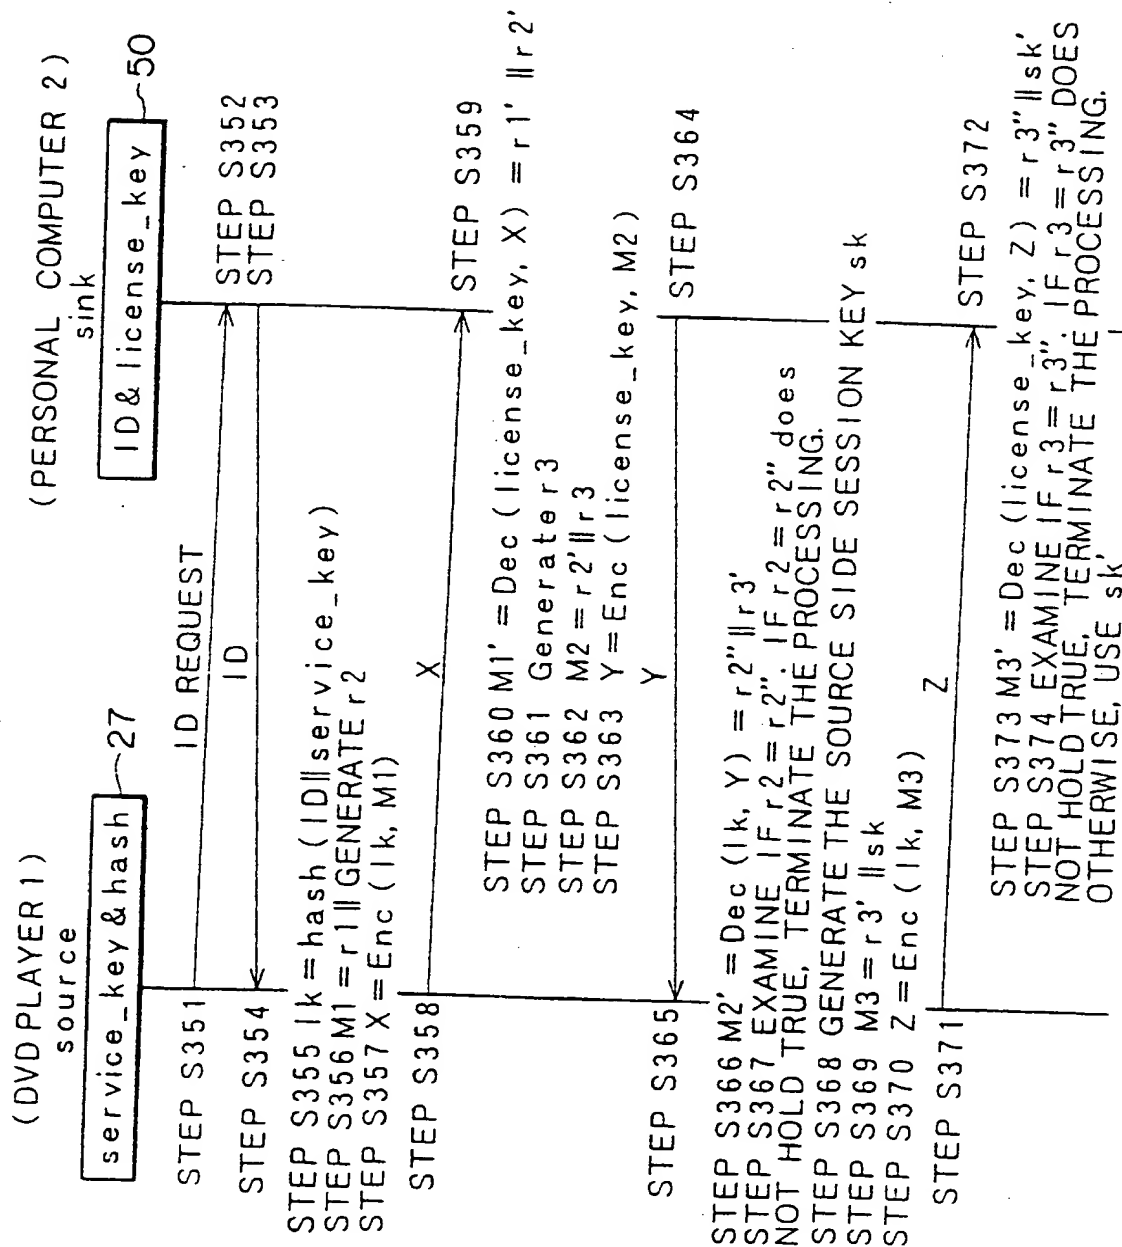 (DVD PLAYER 1)
source
service_key & hash
27
(PERSONAL COMPUTER 2)
sink
ID & license_key
50
STEP S351
ID REQUEST
STEP S352
STEP S353
ID
STEP S354
STEP S355 lk = hash (ID || service_key)
STEP S356 M1 = r1 || GENERATE r2
STEP S357 X = Enc (lk, M1)
STEP S358
X
STEP S359
STEP S360 M1' = Dec (license_key, X) = r1' || r2'
STEP S361 Generate r3
STEP S362 M2 = r2' || r3
STEP S363 Y = Enc (license_key, M2)
Y
STEP S364
STEP S365
STEP S366 M2' = Dec (lk, Y) = r2'' || r3'
STEP S367 EXAMINE IF r2 = r2''. IF r2 = r2'' does
NOT HOLD TRUE, TERMINATE THE PROCESSING.
STEP S368 GENERATE THE SOURCE SIDE SESSION KEY sk
STEP S369 M3 = r3' || sk
STEP S370 Z = Enc (lk, M3)
STEP S371
Z
STEP S372
STEP S373 M3' = Dec (license_key, Z) = r3'' || sk'
STEP S374 EXAMINE IF r3 = r3''. IF r3 = r3'' DOES
NOT HOLD TRUE, TERMINATE THE PROCESSING.
OTHERWISE, USE sk'